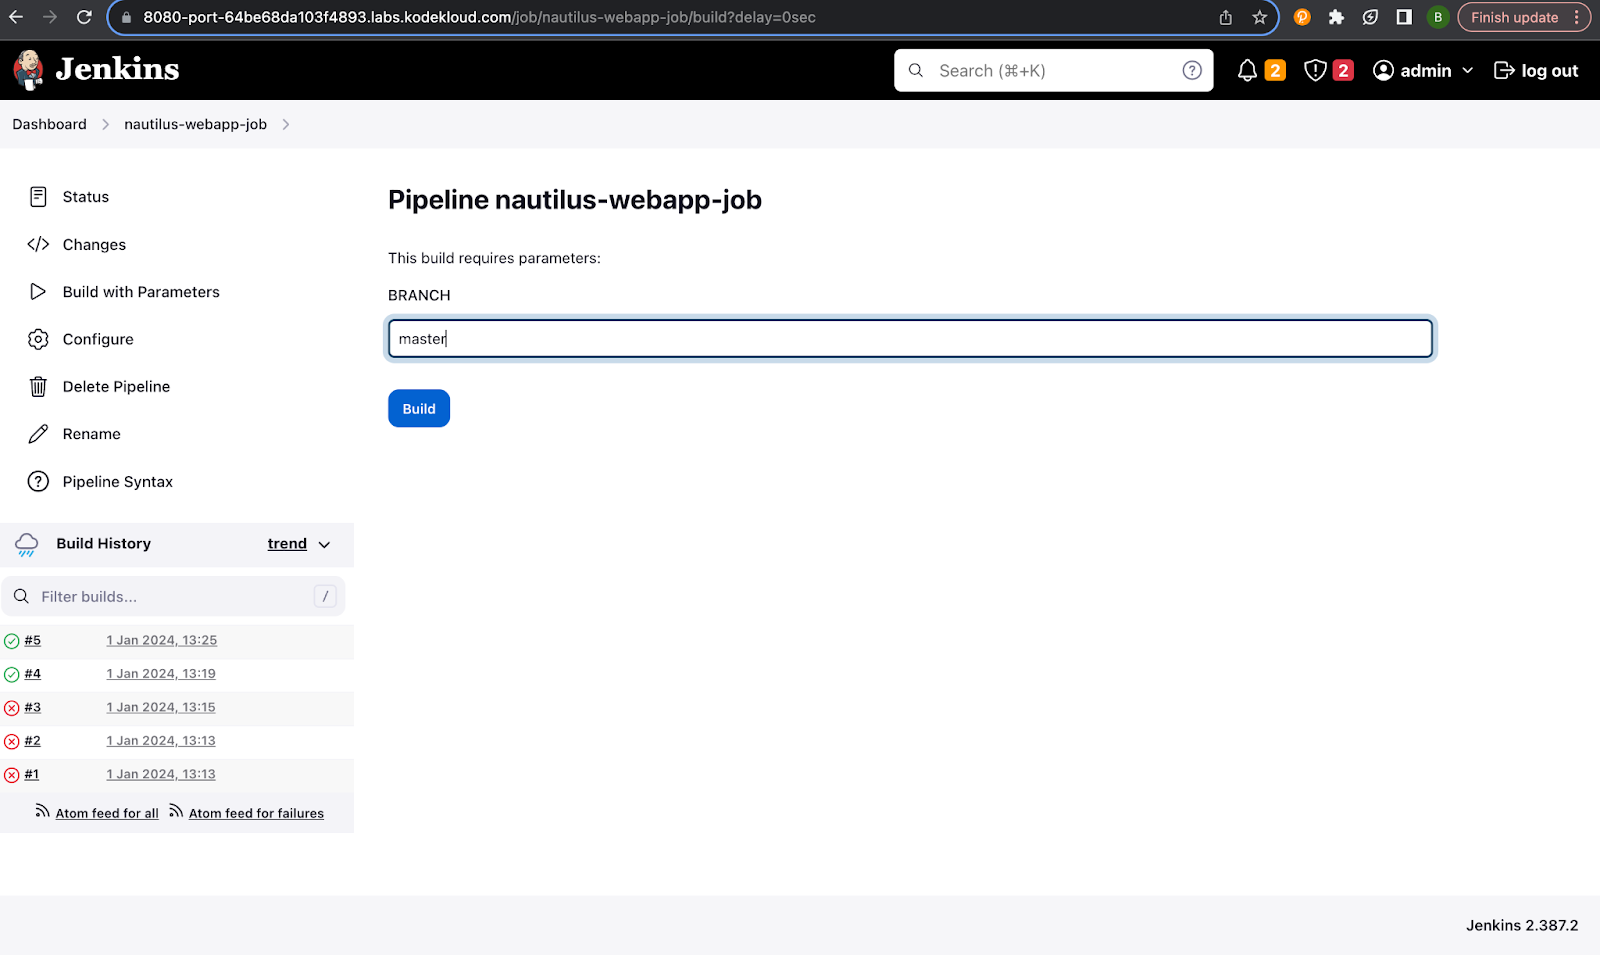 8080-port-64be68da103f4893.labs.kodekloud.com/job/nautilus-webapp-job/build?delay=0sec
B
Finish update
Jenkins
Search (⌘+K)
2
2
admin
log out
Dashboard
nautilus-webapp-job
Status
Changes
Build with Parameters
Configure
Delete Pipeline
Rename
Pipeline Syntax
Pipeline nautilus-webapp-job
This build requires parameters:
BRANCH
master
Build
Build History
trend
Filter builds...
/
#5 1 Jan 2024, 13:25
#4 1 Jan 2024, 13:19
#3 1 Jan 2024, 13:15
#2 1 Jan 2024, 13:13
#1 1 Jan 2024, 13:13
Atom feed for all Atom feed for failures
Jenkins 2.387.2